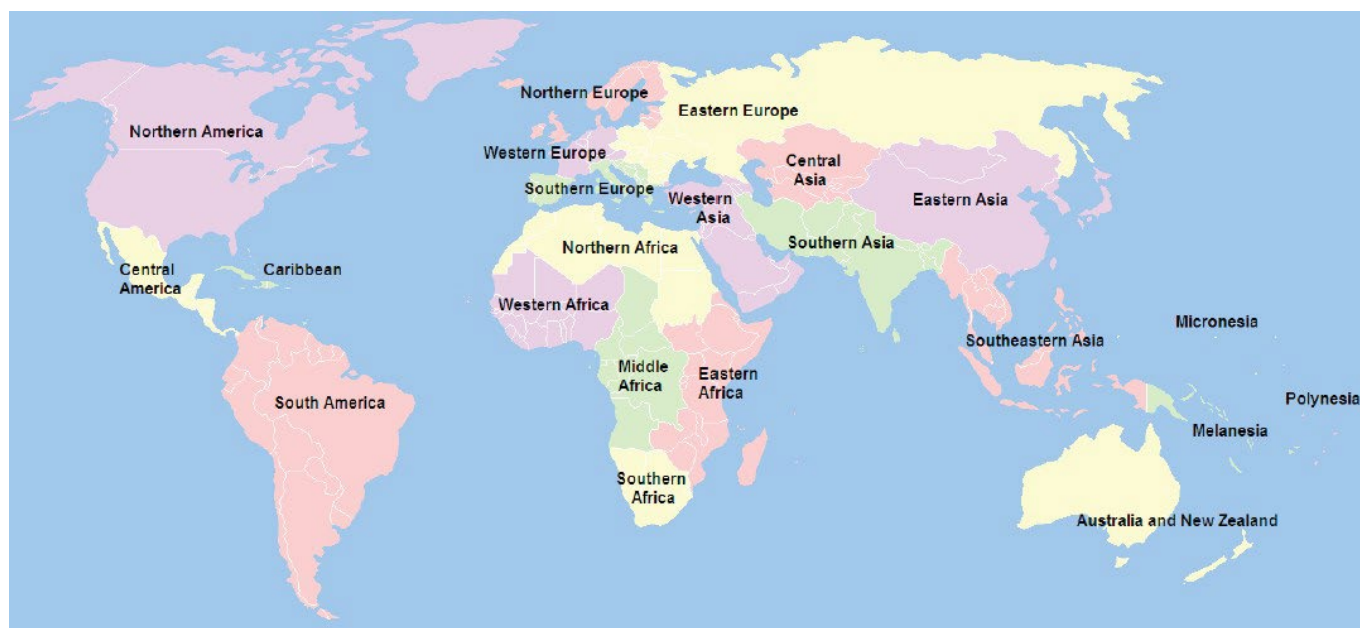 Northern Europe
Eastern Europe
Northern America
Western Europe
Central
Asia
Southern Europe
Western
Asia
Eastern Asia
Northern Africa
Southern Asia
Central
America
Caribbean
Western Africa
Micronesia
Southeastern Asia
Middle
Africa
Eastern
Africa
South America
Polynesia
Melanesia
Southern
Africa
Australia and New Zealand